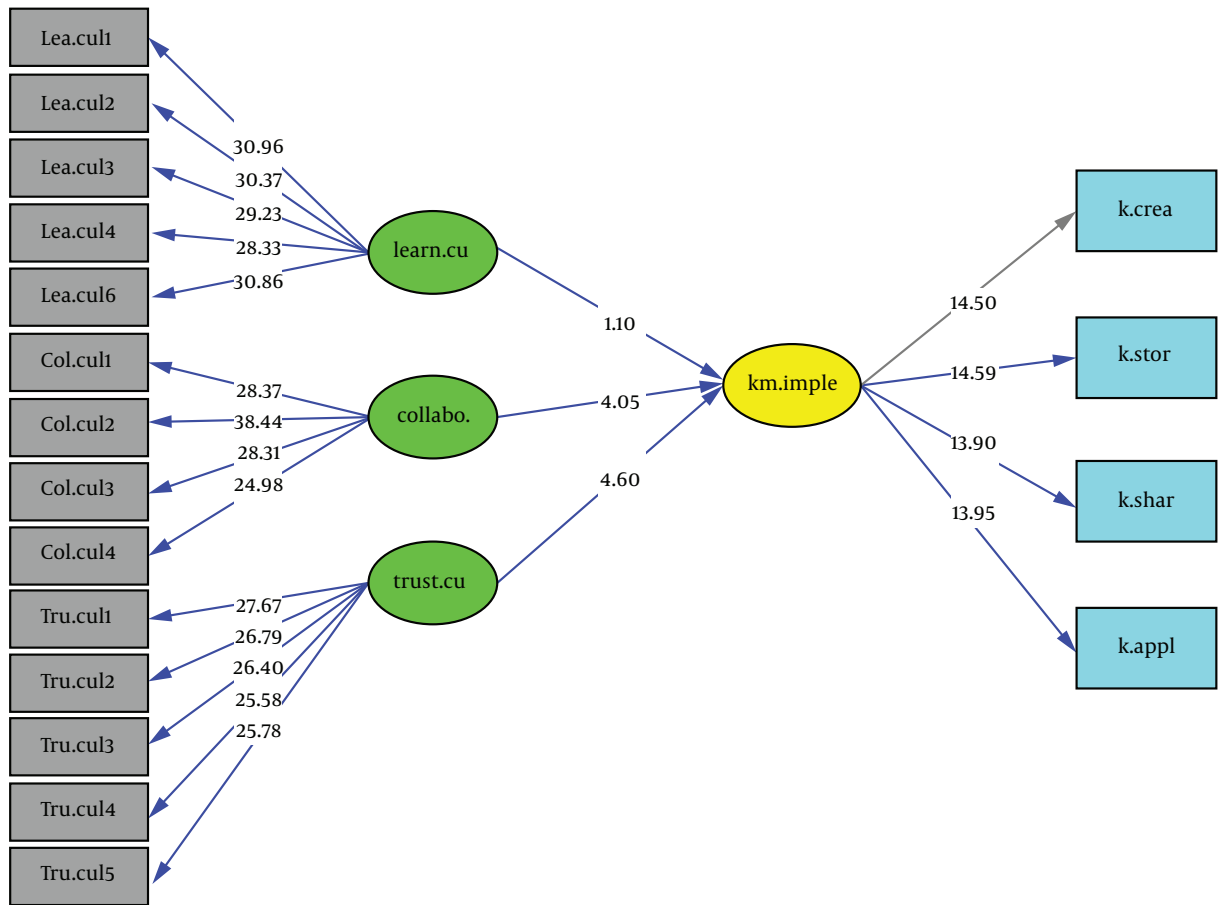 Lea.cul1
Lea.cul2
Lea.cul3
Lea.cul4
Lea.cul6
Col.cul1
Col.cul2
Col.cul3
Col.cul4
Tru.cul1
Tru.cul2
Tru.cul3
Tru.cul4
Tru.cul5
30.96
30.37
29.23
28.33
30.86
28.37
38.44
28.31
24.98
27.67
26.79
26.40
25.58
25.78
learn.cu
collabo.
trust.cu
1.10
4.05
4.60
km.imple
14.50
14.59
13.90
13.95
k.crea
k.stor
k.shar
k.appl